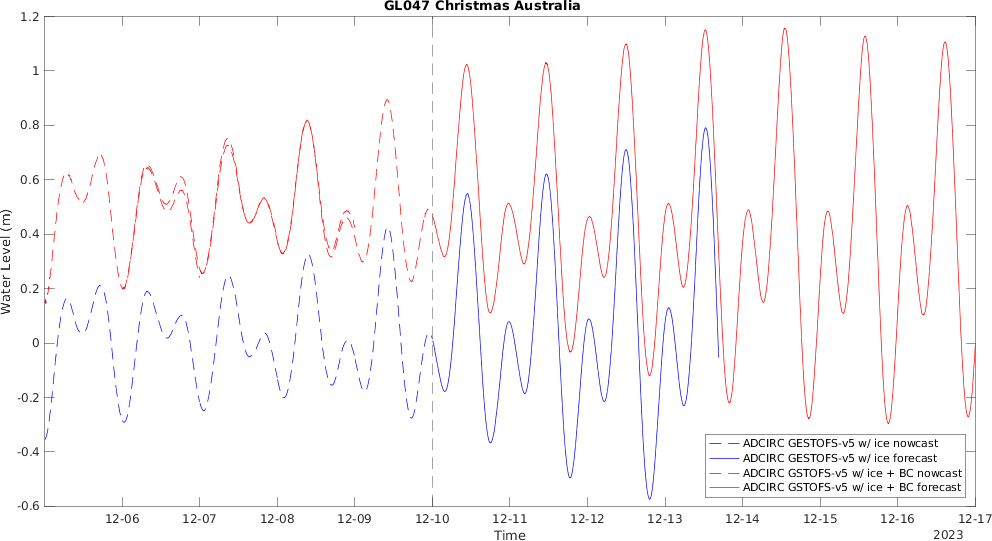 GL047 Christmas Australia
1.2
1
0.8
0.6
0.4
0.2
0
-0.2
-0.4
-0.6
Water Level (m)
12-06 12-07 12-08 12-09 12-10 12-11 12-12 12-13 12-14 12-15 12-16 12-17
Time
2023
ADCIRC GESTOFS-v5 w/ ice nowcast
ADCIRC GESTOFS-v5 w/ ice forecast
ADCIRC GSTOFS-v5 w/ ice + BC nowcast
ADCIRC GSTOFS-v5 w/ ice + BC forecast